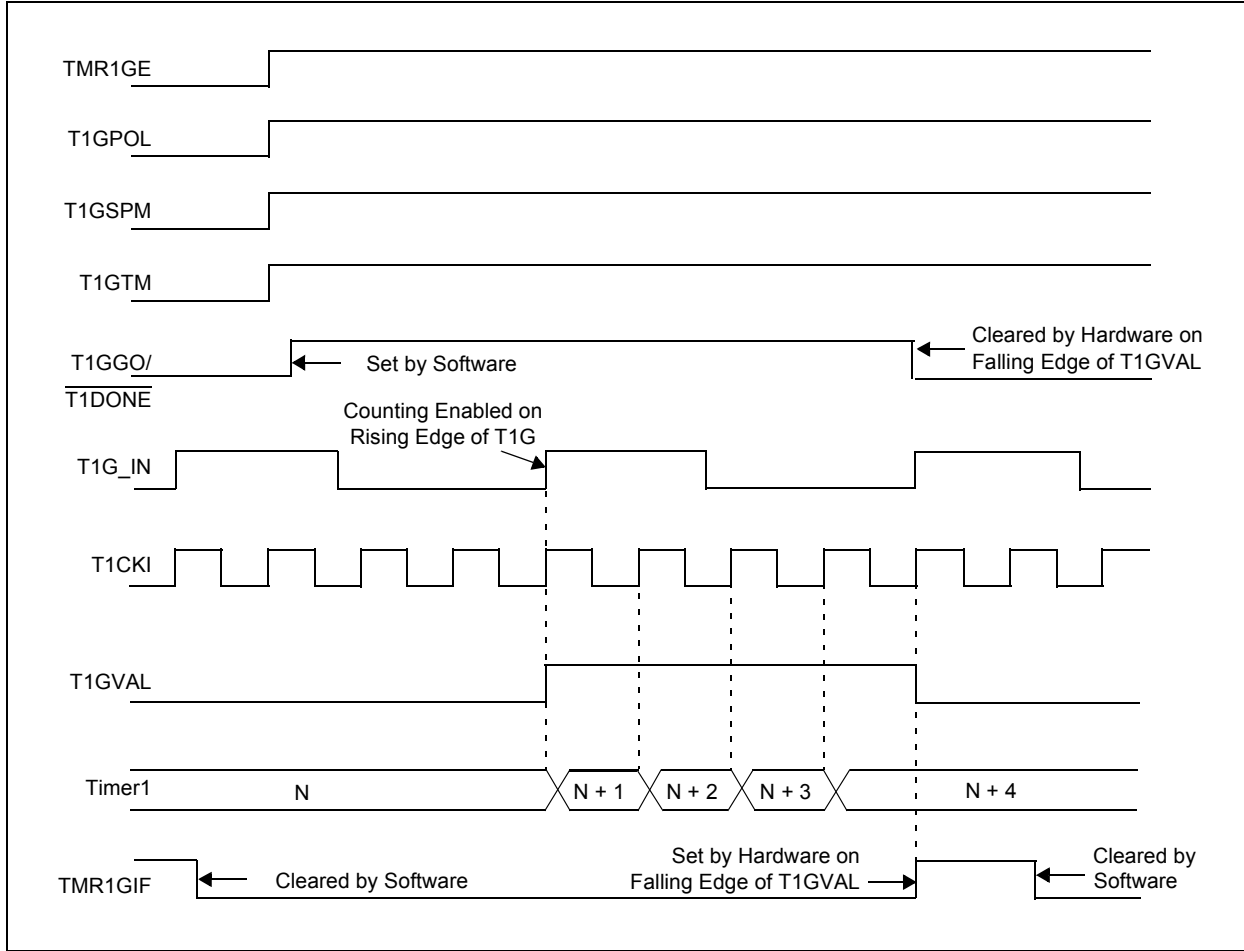 TMR1GE
T1GPOL
T1GSPM
T1GTM
T1GGO/
T1DONE
Set by Software
Cleared by Hardware on
Falling Edge of T1GVAL
Counting Enabled on
Rising Edge of T1G
T1G_IN
T1CKI
T1GVAL
Timer1
N
N + 1
N + 2
N + 3
N + 4
TMR1GIF
Cleared by Software
Set by Hardware on
Falling Edge of T1GVAL
Cleared by
Software